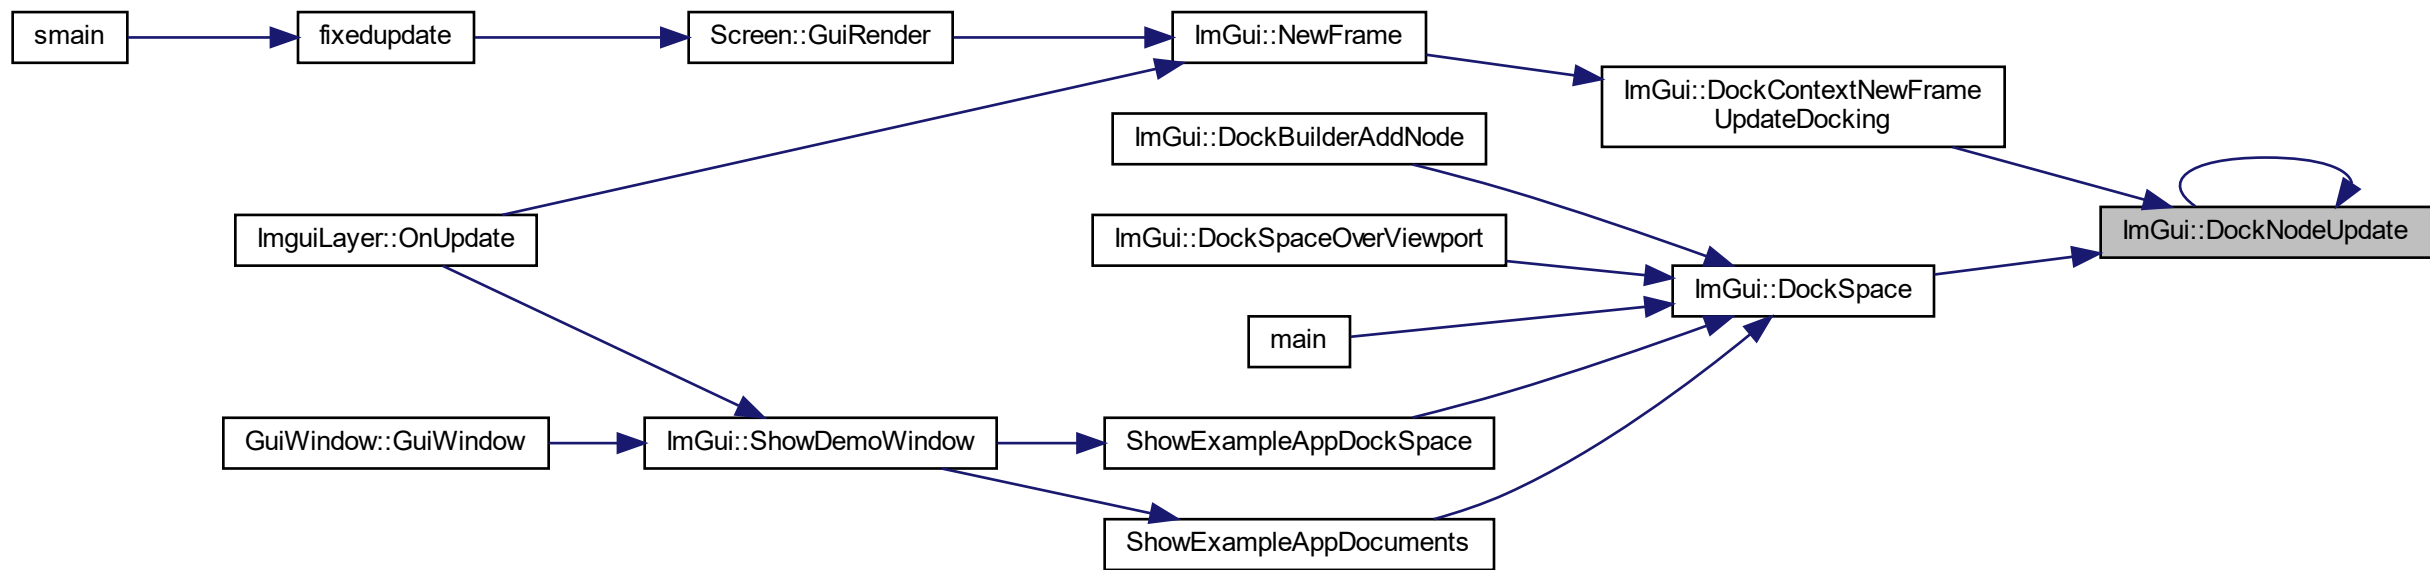 smain
fixedupdate
Screen::GuiRender
ImGui::NewFrame
ImGui::DockContextNewFrame
UpdateDocking
ImGui::DockBuilderAddNode
ImguiLayer::OnUpdate
ImGui::DockSpaceOverViewport
ImGui::DockNodeUpdate
ImGui::DockSpace
main
GuiWindow::GuiWindow
ImGui::ShowDemoWindow
ShowExampleAppDockSpace
ShowExampleAppDocuments